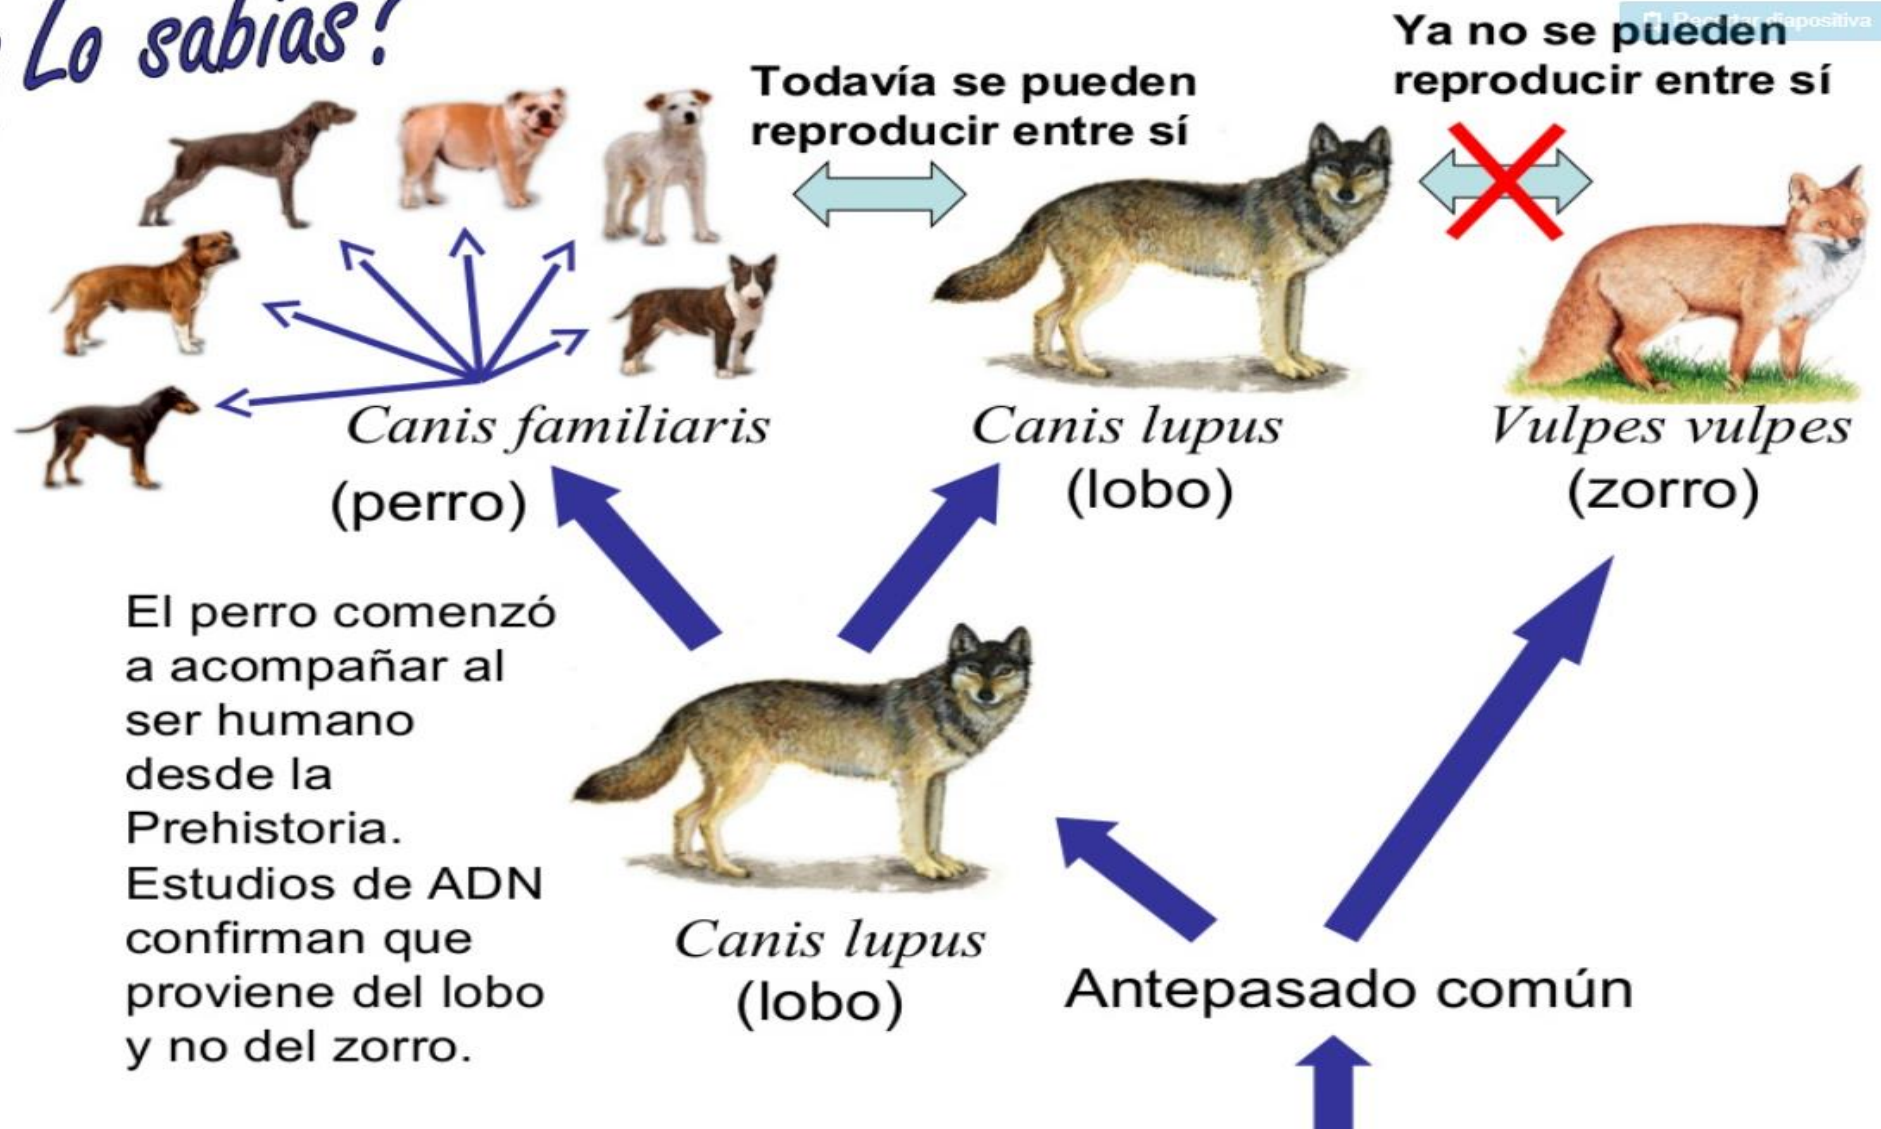 Lo sabías?
Todavía se pueden
reproducir entre sí
Ya no se pueden
reproducir entre sí
Recortar diapositiva
Canis familiaris
(perro)
Canis lupus
(lobo)
Vulpes vulpes
(zorro)
El perro comenzó
a acompañar al
ser humano
desde la
Prehistoria.
Estudios de ADN
confirman que
proviene del lobo
y no del zorro.
Canis lupus
(lobo)
Antepasado común